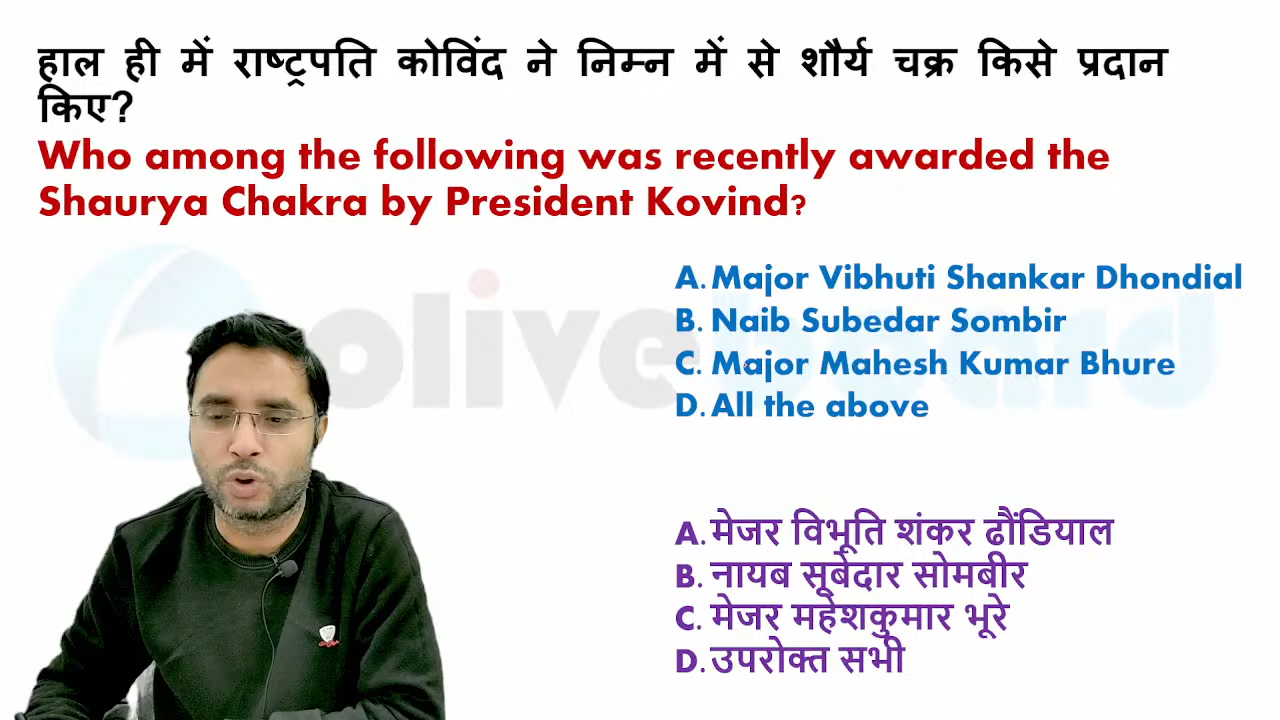 हाल ही में राष्ट्रपति कोविंद ने निम्न में से शौर्य चक्र किसे प्रदान
किए?
Who among the following was recently awarded the
Shaurya Chakra by President Kovind?
oliveboard
A. Major Vibhuti Shankar Dhondial
B. Naib Subedar Sombir
C. Major Mahesh Kumar Bhure
D. All the above
A. मेजर विभूति शंकर ढौंडियाल
B. नायब सूबेदार सोमबीर
C. मेजर महेशकुमार भूरे
D. उपरोक्त सभी